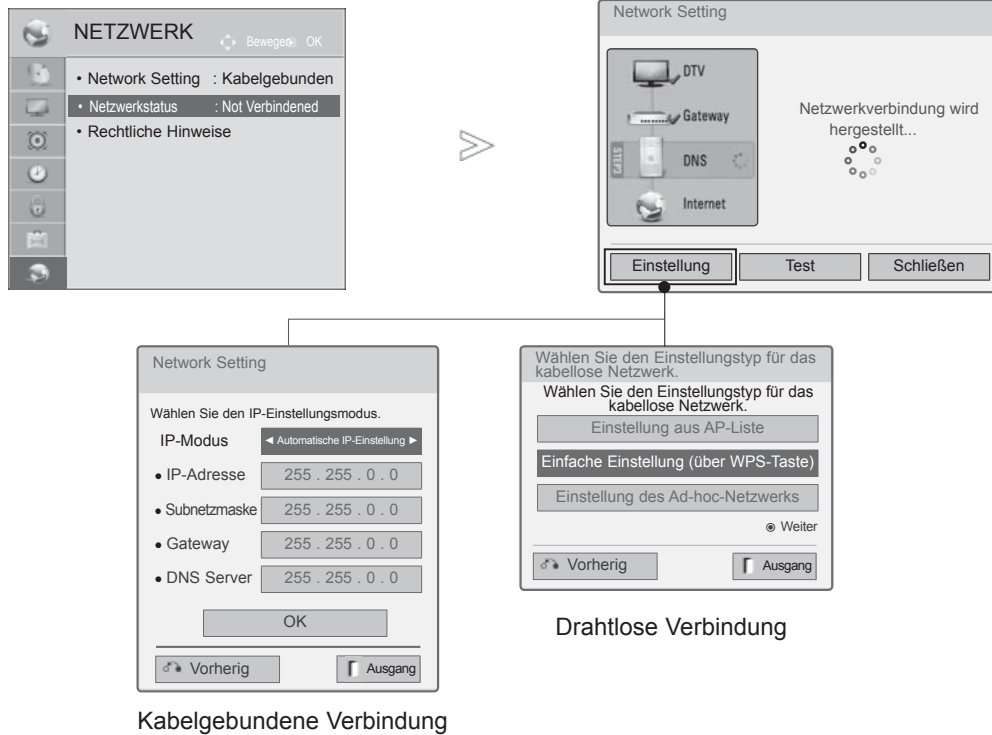 NETZWERK
Bewegen OK
• Network Setting : Kabelgebunden
• Netzwerkstatus : Not Verbindened
• Rechtliche Hinweise
Network Setting
DTV
Gateway
STEP3
DNS
Internet
Netzwerkverbindung wird
hergestellt...
Einstellung
Test
Schließen
Network Setting
Wählen Sie den IP-Einstellungsmodus.
IP-Modus ◄ Automatische IP-Einstellung ►
• IP-Adresse 255 . 255 . 0 . 0
• Subnetzmaske 255 . 255 . 0 . 0
• Gateway 255 . 255 . 0 . 0
• DNS Server 255 . 255 . 0 . 0
OK
Vorherig
Ausgang
Kabelgebundene Verbindung
Wählen Sie den Einstellungstyp für das
kabellose Netzwerk.
Wählen Sie den Einstellungstyp für das
kabellose Netzwerk.
Einstellung aus AP-Liste
Einfache Einstellung (über WPS-Taste)
Einstellung des Ad-hoc-Netzwerks
◉ Weiter
Vorherig
Ausgang
Drahtlose Verbindung